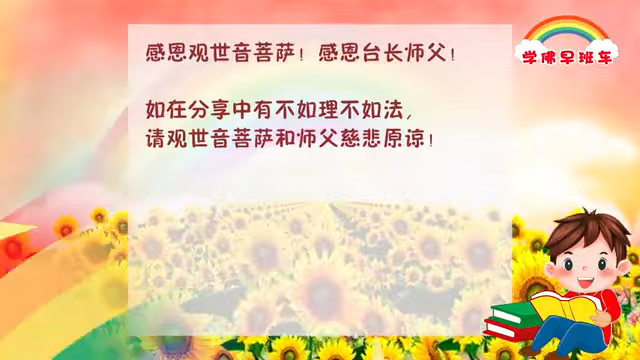 感恩观世音菩萨！感恩台长师父！
如在分享中有不如理不如法，
请观世音菩萨和师父慈悲原谅！
学佛早班车